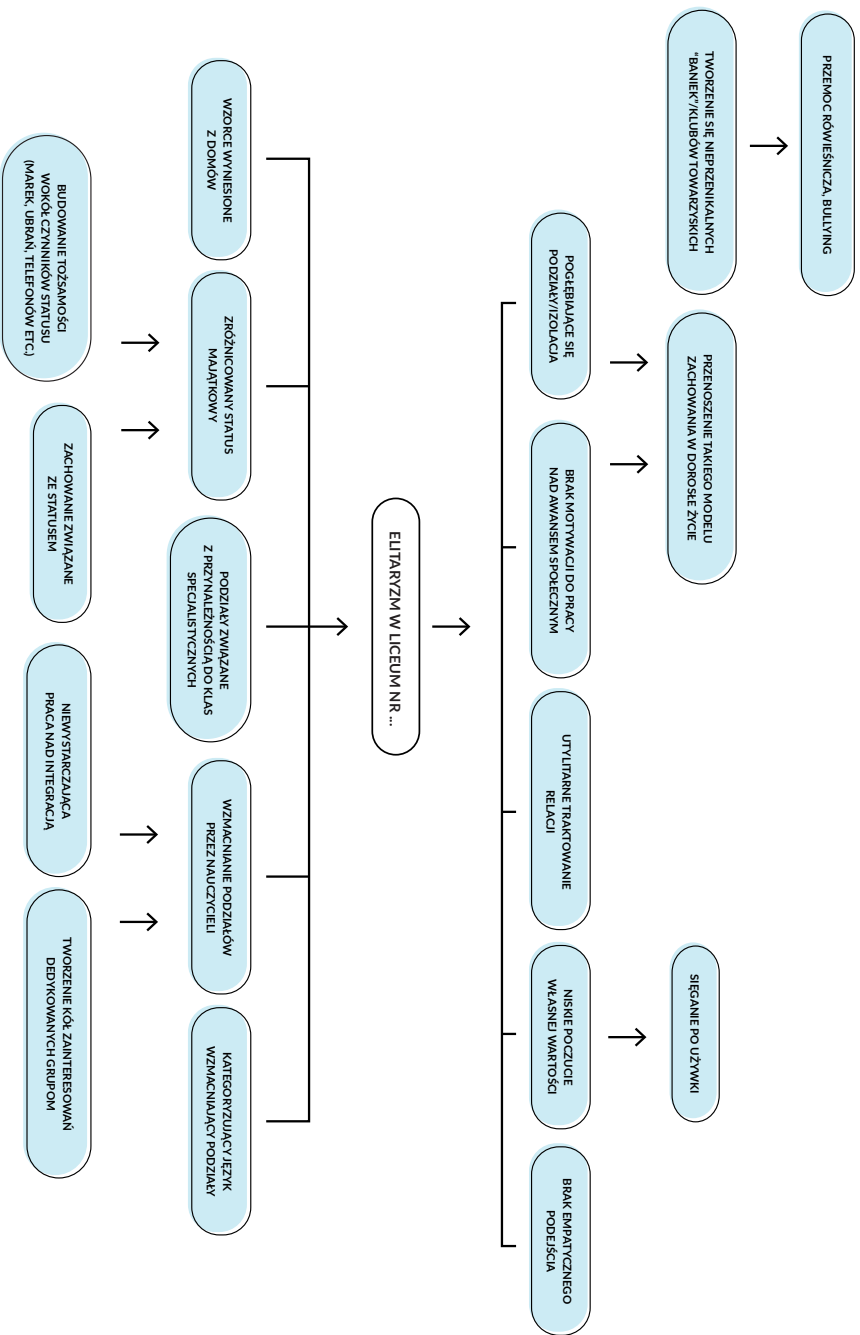 PRZEMOC RÓWIEŚNICZA, BULLYING
TWORZENIE SIĘ NIEPRZENIKALNYCH
"BANIEK"/KLUBÓW TOWARZYSKICH
PRZENOSZENIE TAKIEGO MODELU
ZACHOWANIA W DOROSŁE ŻYCIE
SIĘGANIE PO UŻYWKI
POGŁĘBIAJĄCE SIĘ
PODZIAŁY/IZOLACJA
BRAK MOTYWACJI DO PRACY
NAD AWANSEM SPOŁECZNYM
UTYLITARNE TRAKTOWANIE
RELACJI
NISKIE POCZUCIE
WŁASNEJ WARTOŚCI
BRAK EMPATYCZNEGO
PODEJŚCIA
ELITARYZM W LICEUM NR ...
WZORCE WYNIESIONE
Z DOMÓW
ZRÓŻNICOWANY STATUS
MAJĄTKOWY
PODZIAŁY ZWIĄZANE
Z PRZYNALEŻNOŚCIĄ DO KLAS
SPECJALISTYCZNYCH
WZMACNIANIE PODZIAŁÓW
PRZEZ NAUCZYCIELI
KATEGORYZUJĄCY JĘZYK
WZMACNIAJĄCY PODZIAŁY
BUDOWANIE TOŻSAMOŚCI
WOKÓŁ CZYNNIKÓW STATUSU
(MAREK, UBRAŃ, TELEFONÓW ETC.)
ZACHOWANIE ZWIĄZANE
ZE STATUSEM
NIEWYSTARCZAJĄCA
PRACA NAD INTEGRACJĄ
TWORZENIE KÓŁ ZAINTERESOWAŃ
DEDYKOWANYCH GRUPOM